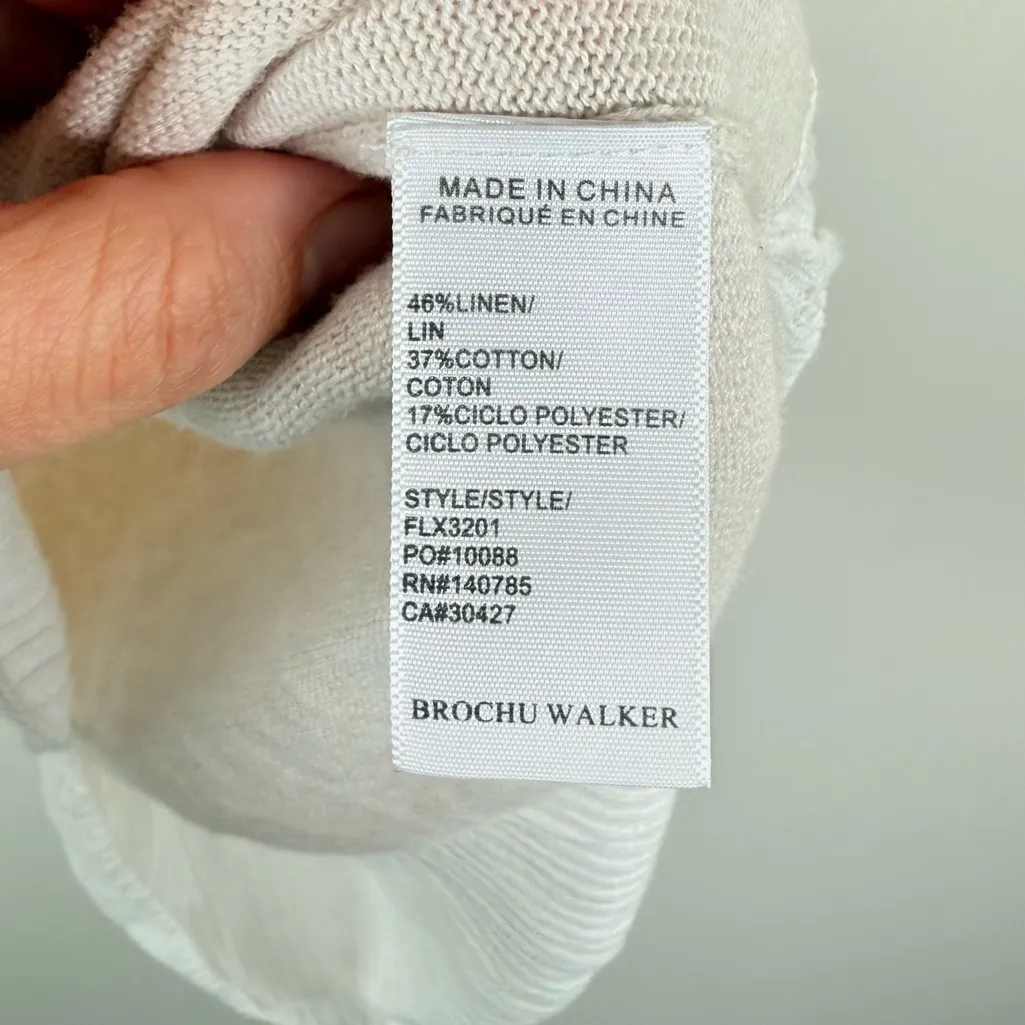 MADE IN CHINA
FABRIQUÉ EN CHINE
46%LINEN/
LIN
37%COTTON/
COTON
17%CICLO POLYESTER/
CICLO POLYESTER
STYLE/STYLE/
FLX3201
PO#10088
RN#140785
CA#30427
BROCHU WALKER